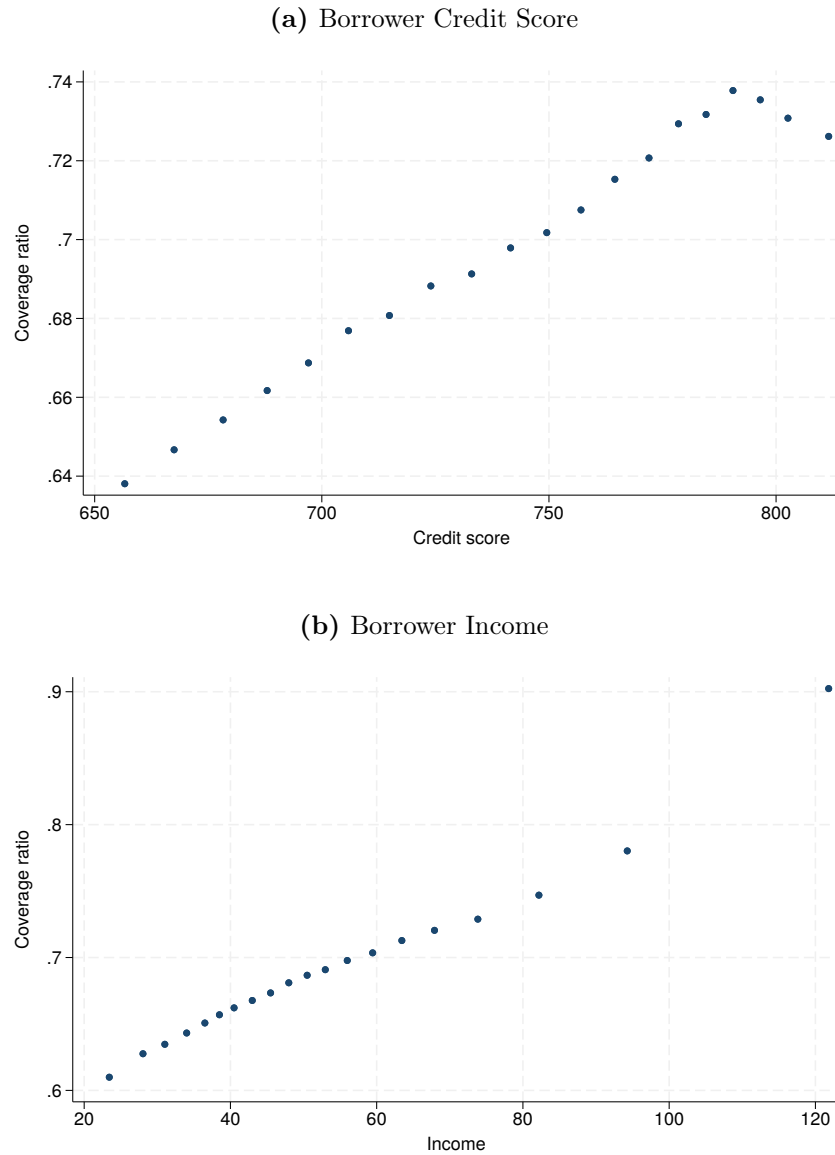 (a) Borrower Credit Score
.74
.72
.7
.68
.66
.64
Coverage ratio
650 700 750 800
Credit score
(b) Borrower Income
.9
.8
.7
.6
Coverage ratio
20 40 60 80 100 120
Income